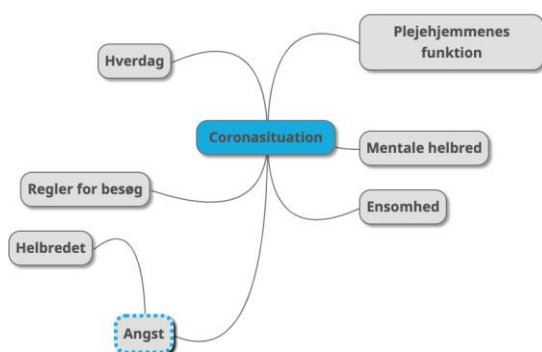 Plejehjemmenes
funktion
Hverdag
Coronasituation
Mentale helbred
Regler for besøg
Ensomhed
Helbredet
Angst